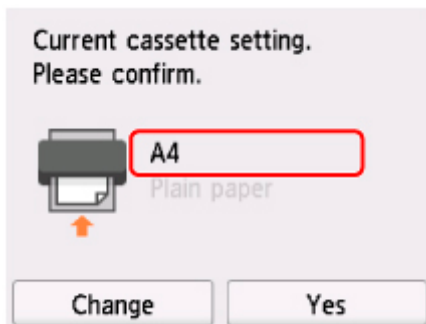 Current cassette setting.
Please confirm.
A4
Plain paper
Change
Yes